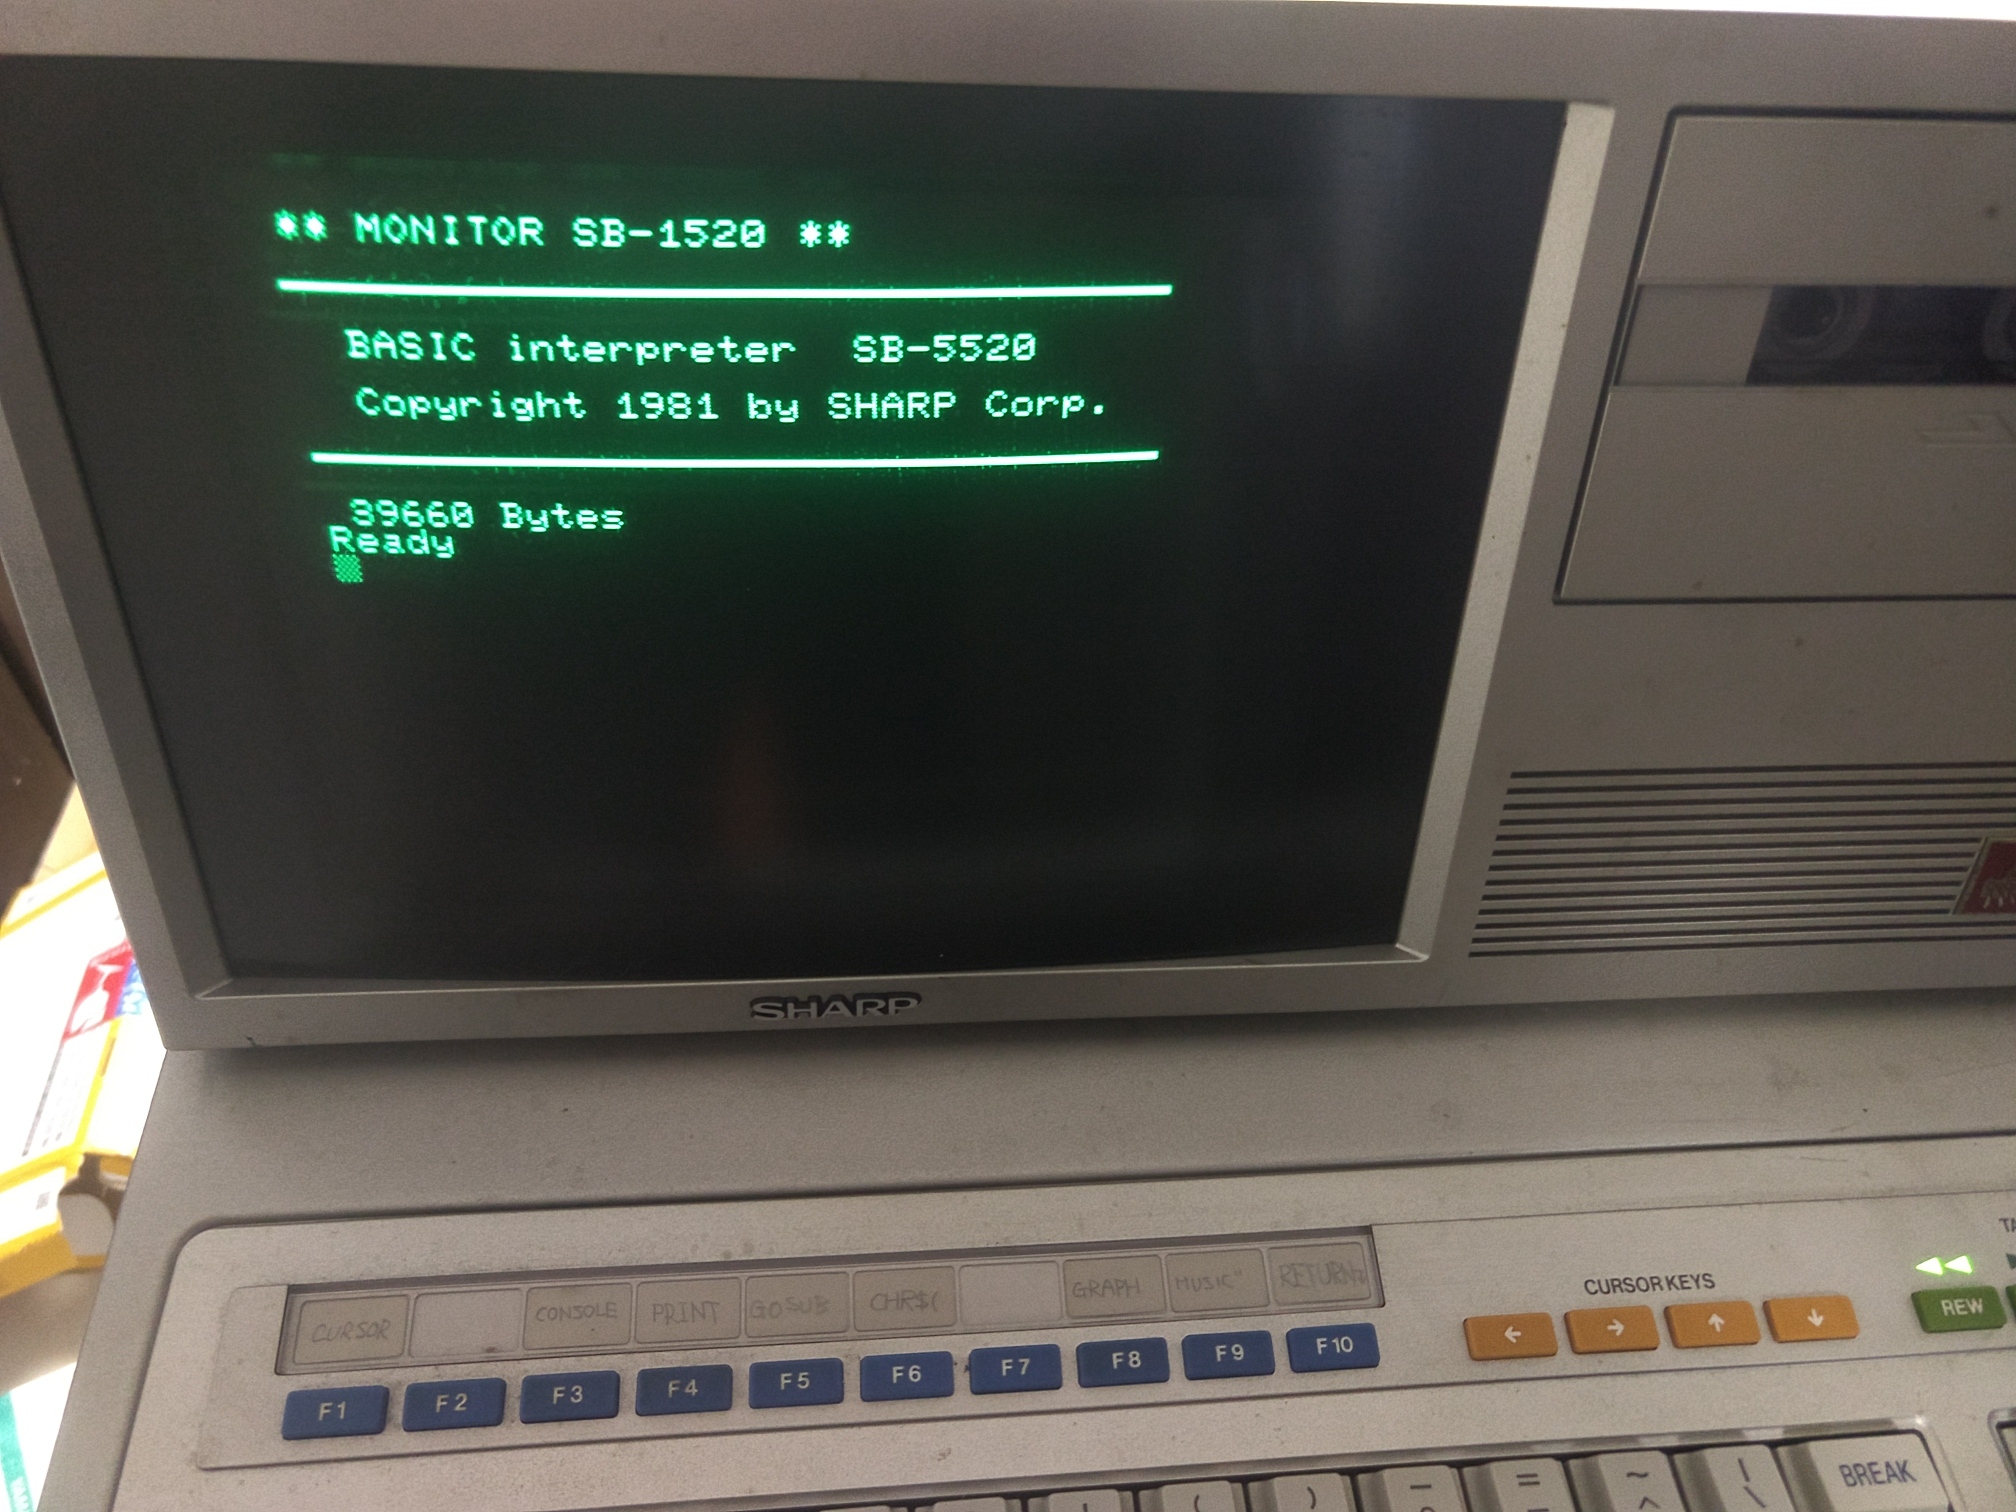 ** MONITOR SB-1520 **
BASIC interpreter SB-5520
Copyright 1981 by SHARP Corp.
39660 Bytes
Ready
SHARP
CURSOR CONSOLE PRINT GOSUB CHR$( GRAPH MUSIC" RETURN
F1 F2 F3 F4 F5 F6 F7 F8 F9 F10
CURSOR KEYS
← → ↑ ↓
REW
( ) – = ~ | BREAK
^ \